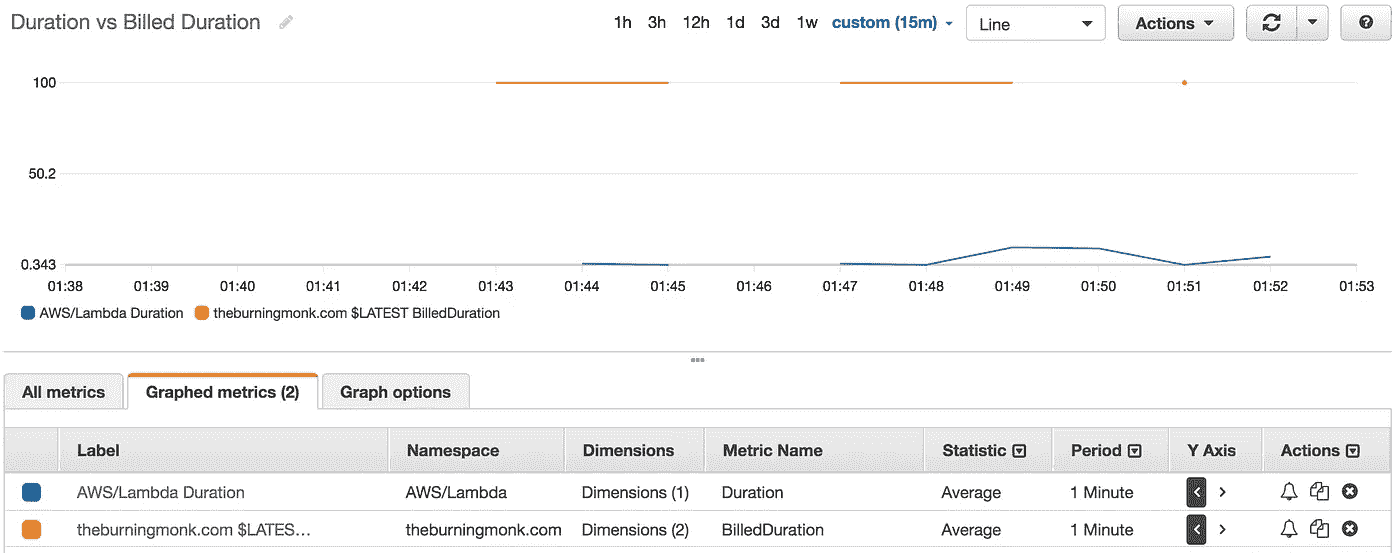 Duration vs Billed Duration 1h 3h 12h 1d 3d 1w custom (15m) Line Actions
100
50.2
0.343
01:38 01:39 01:40 01:41 01:42 01:43 01:44 01:45 01:46 01:47 01:48 01:49 01:50 01:51 01:52 01:53
AWS/Lambda Duration theburningmonk.com $LATEST BilledDuration
All metrics Graphed metrics (2) Graph options
Label Namespace Dimensions Metric Name Statistic Period Y Axis Actions
AWS/Lambda Duration AWS/Lambda Dimensions (1) Duration Average 1 Minute
theburningmonk.com $LATES... theburningmonk.com Dimensions (2) BilledDuration Average 1 Minute